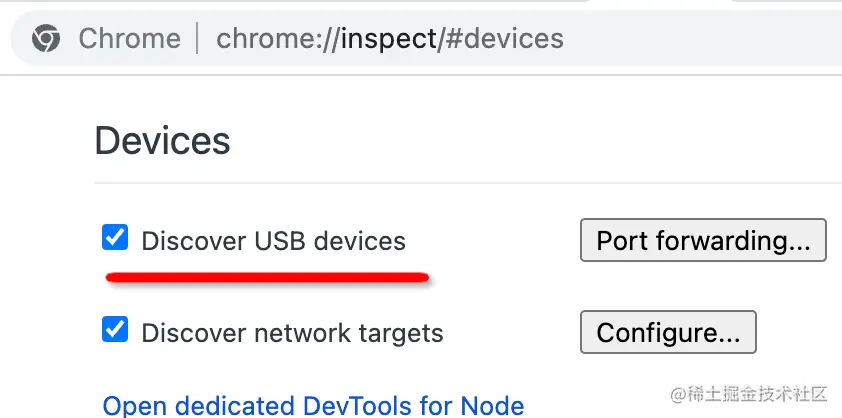 Chrome | chrome://inspect/#devices
Devices
Discover USB devices Port forwarding...
Discover network targets Configure...
Open dedicated DevTools for Node
@稀土掘金技术社区